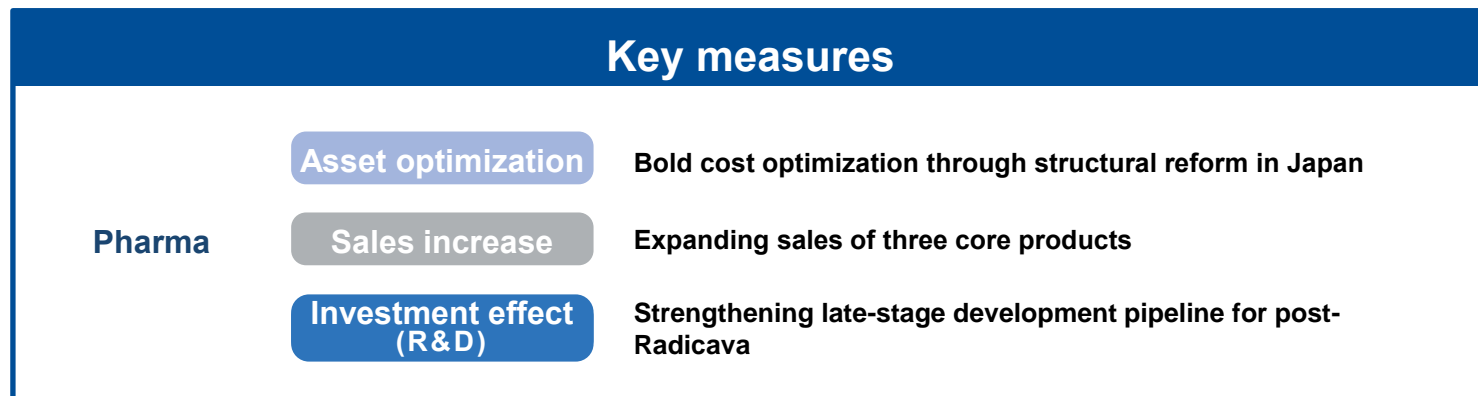 Key measures
Asset optimization
Bold cost optimization through structural reform in Japan
Pharma
Sales increase
Expanding sales of three core products
Investment effect
(R&D)
Strengthening late-stage development pipeline for post-
Radicava